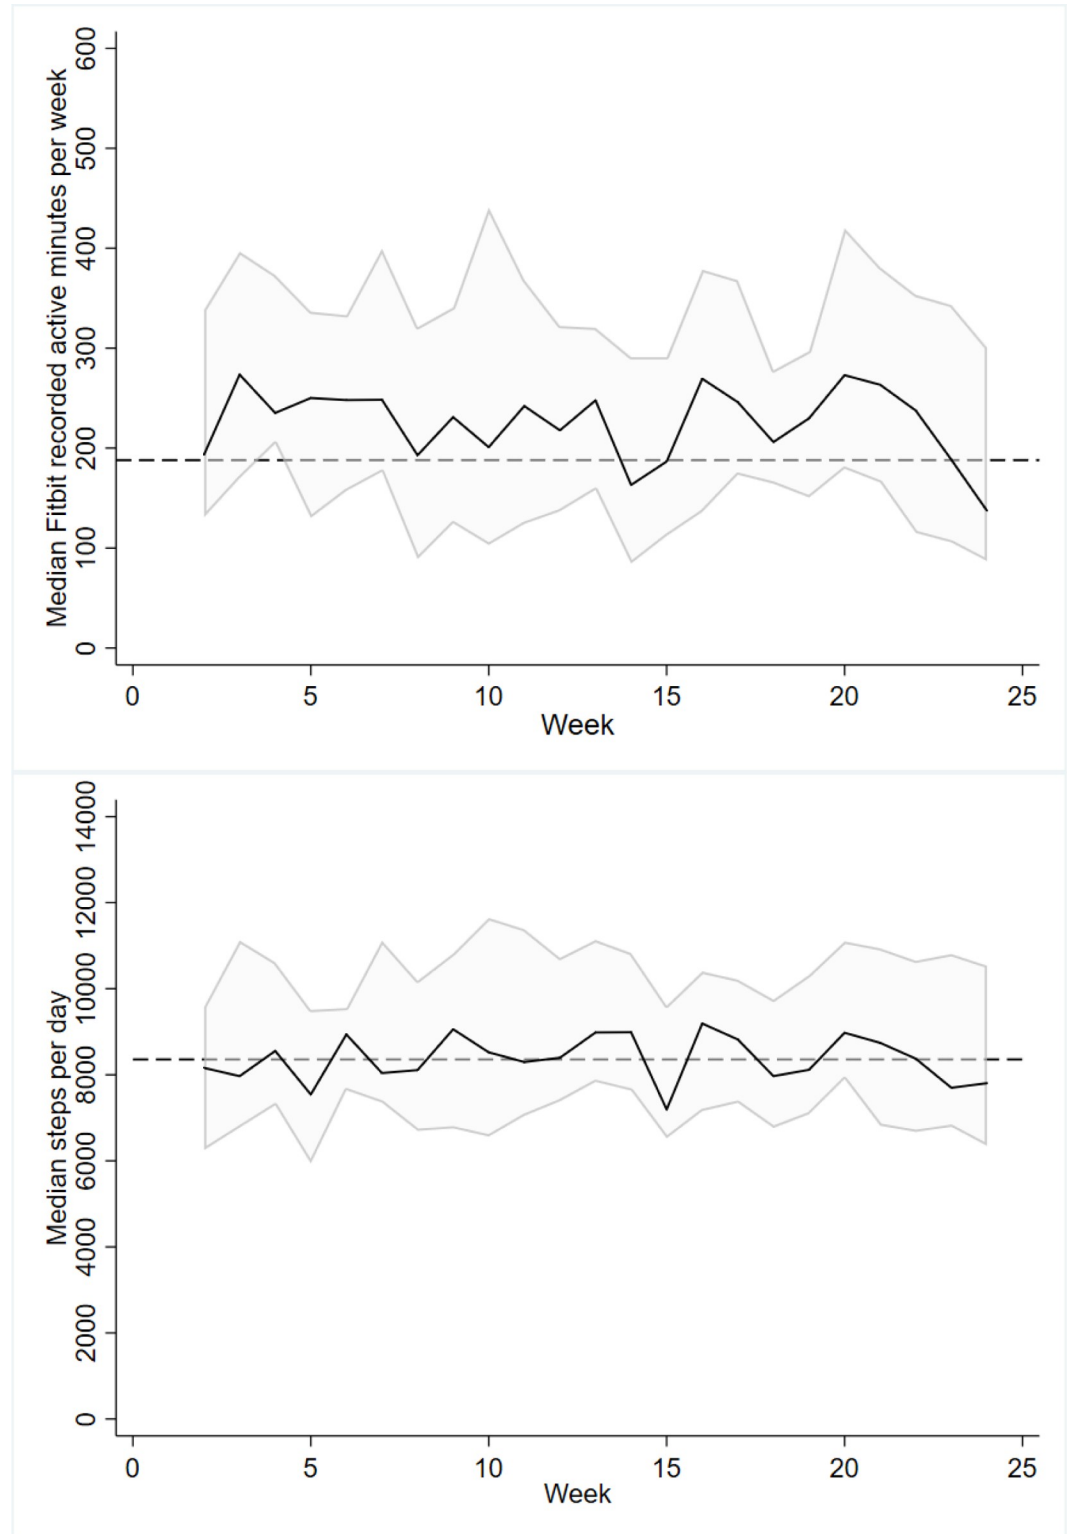 Median Fitbit recorded active minutes per week
600
500
400
300
200
100
0
0 5 10 15 20 25
Week
Median steps per day
14000
12000
10000
8000
6000
4000
2000
0
0 5 10 15 20 25
Week